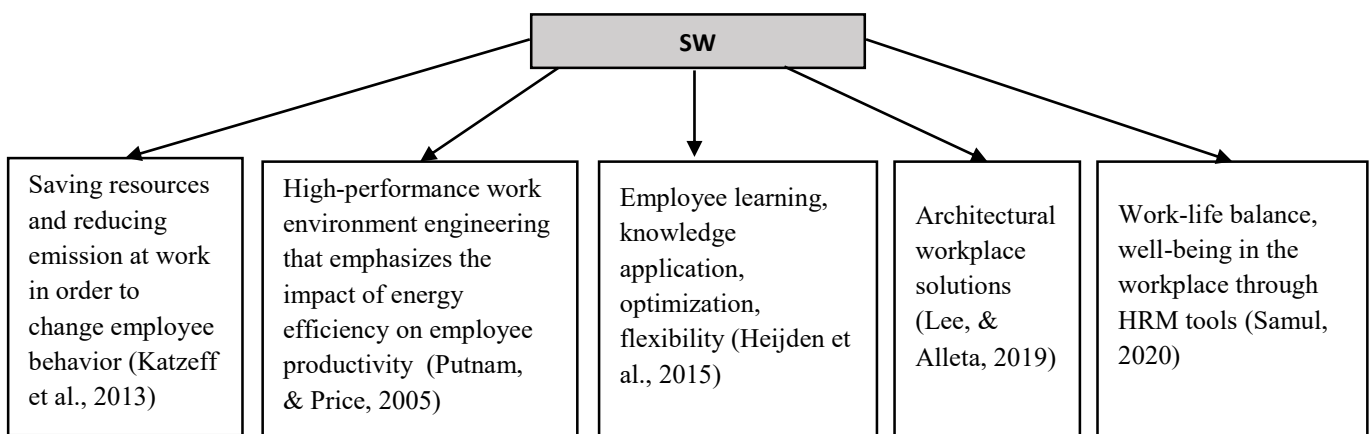 SW
Saving resources
and reducing
emission at work
in order to
change employee
behavior (Katzeff
et al., 2013)
High-performance work
environment engineering
that emphasizes the
impact of energy
efficiency on employee
productivity  (Putnam,
& Price, 2005)
Employee learning,
knowledge
application,
optimization,
flexibility (Heijden et
al., 2015)
Architectural
workplace
solutions
(Lee, &
Alleta, 2019)
Work-life balance,
well-being in the
workplace through
HRM tools (Samul,
2020)